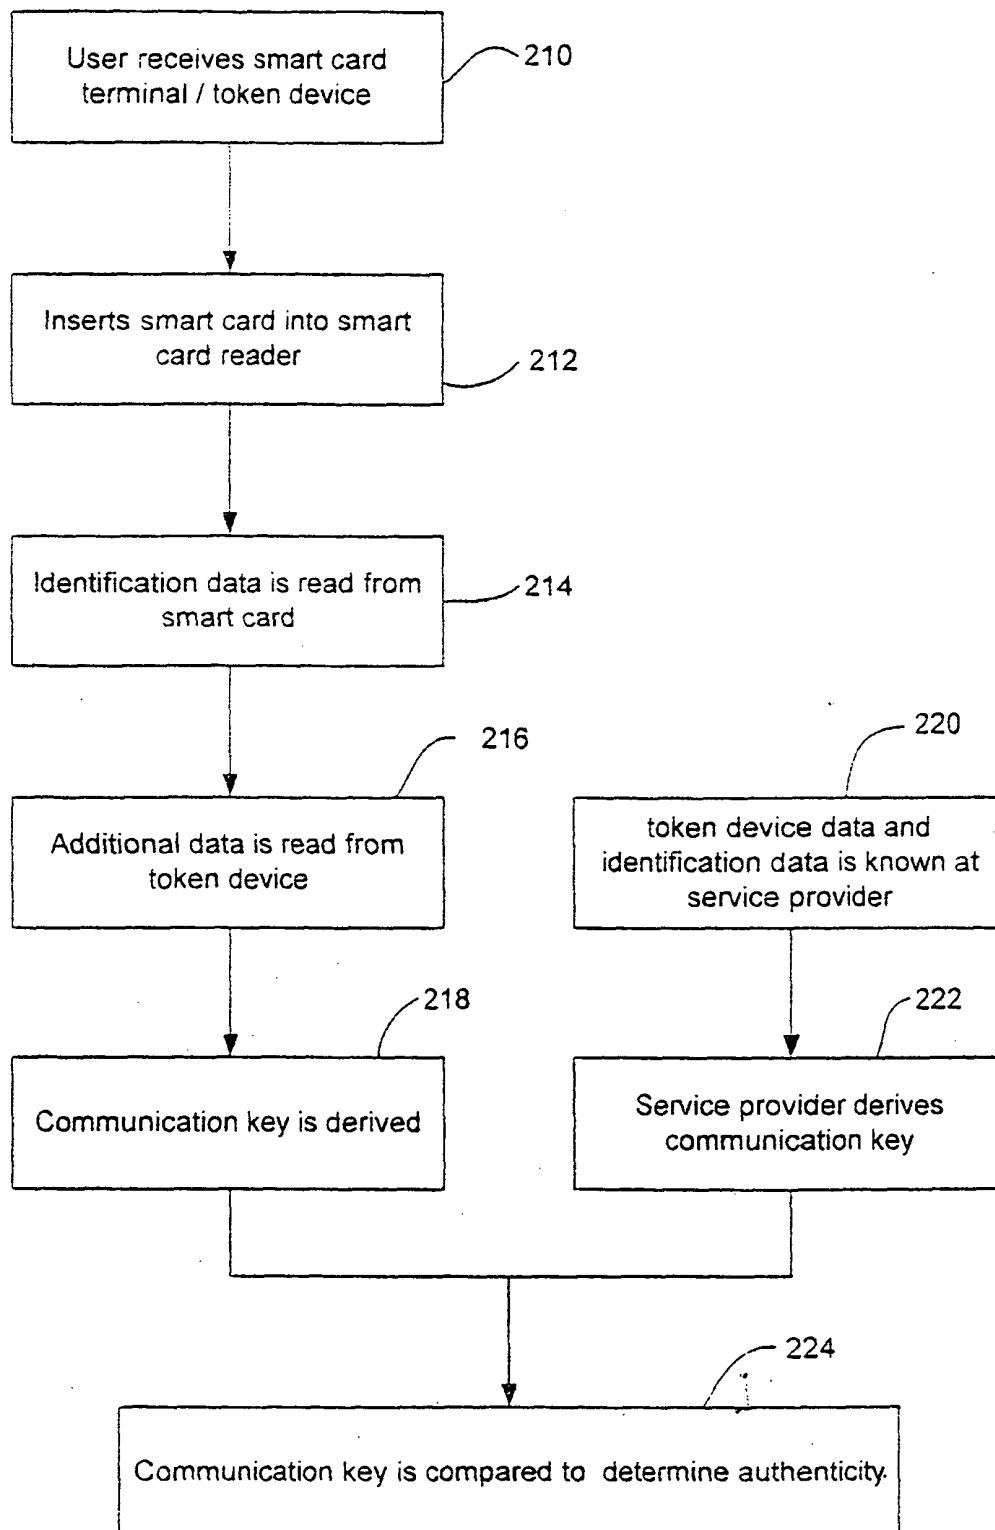 User receives smart card
terminal / token device
210
Inserts smart card into smart
card reader
212
Identification data is read from
smart card
214
216
220
Additional data is read from
token device
token device data and
identification data is known at
service provider
218
222
Communication key is derived
Service provider derives
communication key
224
Communication key is compared to determine authenticity.